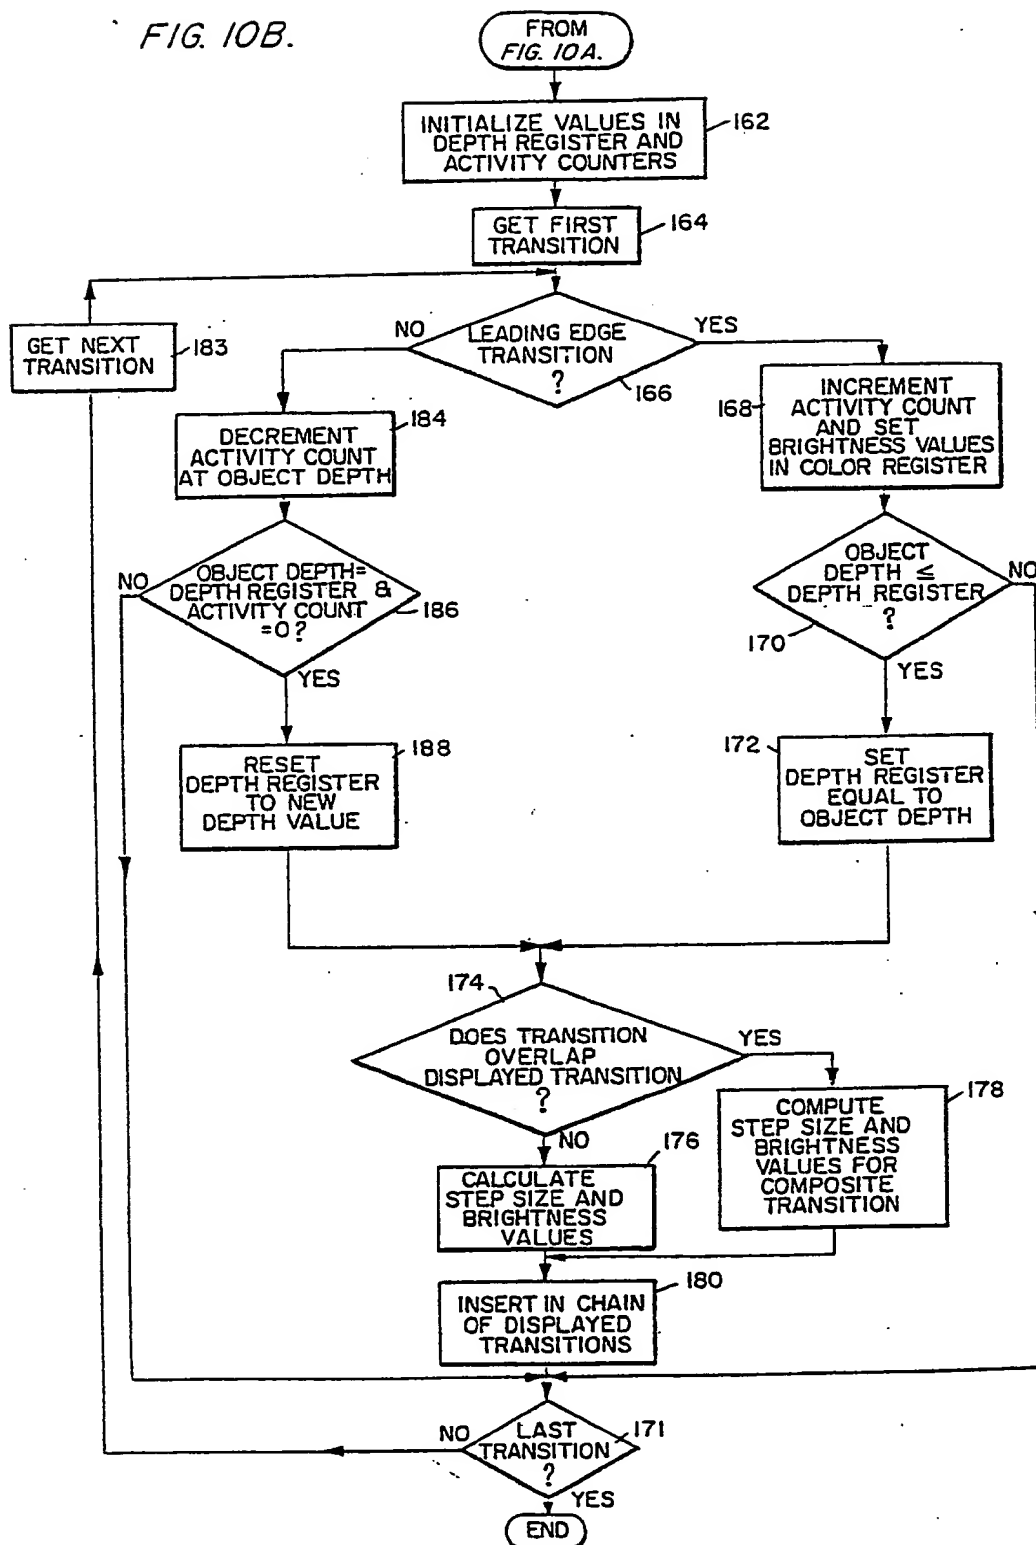 FIG. 10B.
FROM
FIG. 10A.
INITIALIZE VALUES IN
DEPTH REGISTER AND
ACTIVITY COUNTERS
162
GET FIRST
TRANSITION
164
GET NEXT
TRANSITION
183
NO
LEADING EDGE
TRANSITION
?
YES
166
184
DECREMENT
ACTIVITY COUNT
AT OBJECT DEPTH
168
INCREMENT
ACTIVITY COUNT
AND SET
BRIGHTNESS VALUES
IN COLOR REGISTER
NO
OBJECT DEPTH=
DEPTH REGISTER &
ACTIVITY COUNT
=0?
186
YES
OBJECT
DEPTH ≤
DEPTH REGISTER
?
NO
170
YES
188
RESET
DEPTH REGISTER
TO NEW
DEPTH VALUE
172
SET
DEPTH REGISTER
EQUAL TO
OBJECT DEPTH
174
DOES TRANSITION
OVERLAP
DISPLAYED TRANSITION
?
YES
NO
176
CALCULATE
STEP SIZE AND
BRIGHTNESS
VALUES
178
COMPUTE
STEP SIZE AND
BRIGHTNESS
VALUES FOR
COMPOSITE
TRANSITION
180
INSERT IN CHAIN
OF DISPLAYED
TRANSITIONS
NO
LAST
TRANSITION
?
171
YES
END